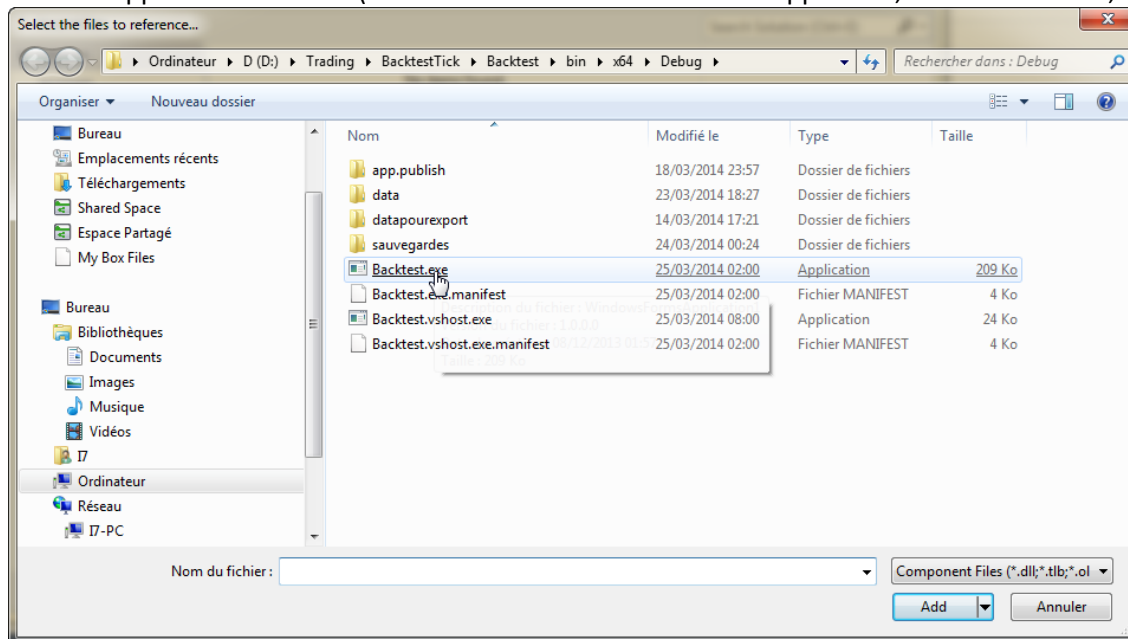 Select the files to reference...
Ordinateur D (D:) Trading BacktestTick Backtest bin x64 Debug Rechercher dans : Debug
Organiser Nouveau dossier
Bureau
Emplacements récents
Téléchargements
Shared Space
Espace Partagé
My Box Files
Bureau
Bibliothèques
Documents
Images
Musique
Vidéos
I7
Ordinateur
Réseau
I7-PC
Nom Modifié le Type Taille
app.publish 18/03/2014 23:57 Dossier de fichiers
data 23/03/2014 18:27 Dossier de fichiers
datapourexport 14/03/2014 17:21 Dossier de fichiers
sauvegardes 24/03/2014 00:24 Dossier de fichiers
Backtest.exe 25/03/2014 02:00 Application 209 Ko
Backtest.exe.manifest 25/03/2014 02:00 Fichier MANIFEST 4 Ko
Backtest.vshost.exe 25/03/2014 08:00 Application 24 Ko
Backtest.vshost.exe.manifest 25/03/2014 02:00 Fichier MANIFEST 4 Ko
Taille : 209 Ko
Nom du fichier :
Component Files (*.dll;*.tlb;*.ol
Add Annuler